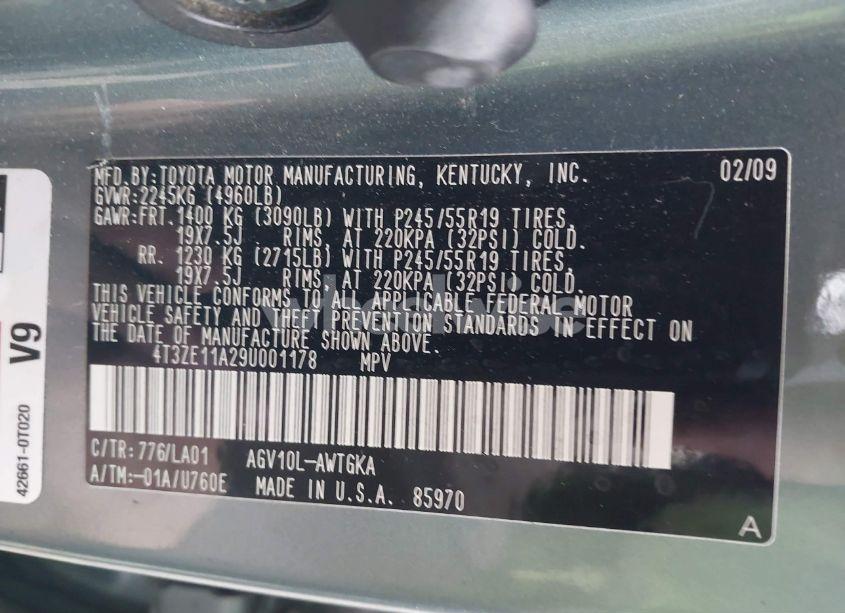 MFD.BY:TOYOTA MOTOR MANUFACTURING, KENTUCKY, INC. 02/09
GVWR:2245KG (4960LB)
GAWR:FRT. 1400 KG (3090LB) WITH P245/55R19 TIRES,
19X7.5J RIMS, AT 220KPA (32PSI) COLD.
RR. 1230 KG (2715LB) WITH P245/55R19 TIRES,
19X7.5J RIMS, AT 220KPA (32PSI) COLD.
THIS VEHICLE CONFORMS TO ALL APPLICABLE FEDERAL MOTOR
VEHICLE SAFETY AND THEFT PREVENTION STANDARDS IN EFFECT ON
THE DATE OF MANUFACTURE SHOWN ABOVE.
4T3ZE11A29U001178 MPV
C/TR:776/LA01 AGV10L-AWTGKA
A/TM:-01A/U760E MADE IN U.S.A. 85970
A
V9
42661-0T020